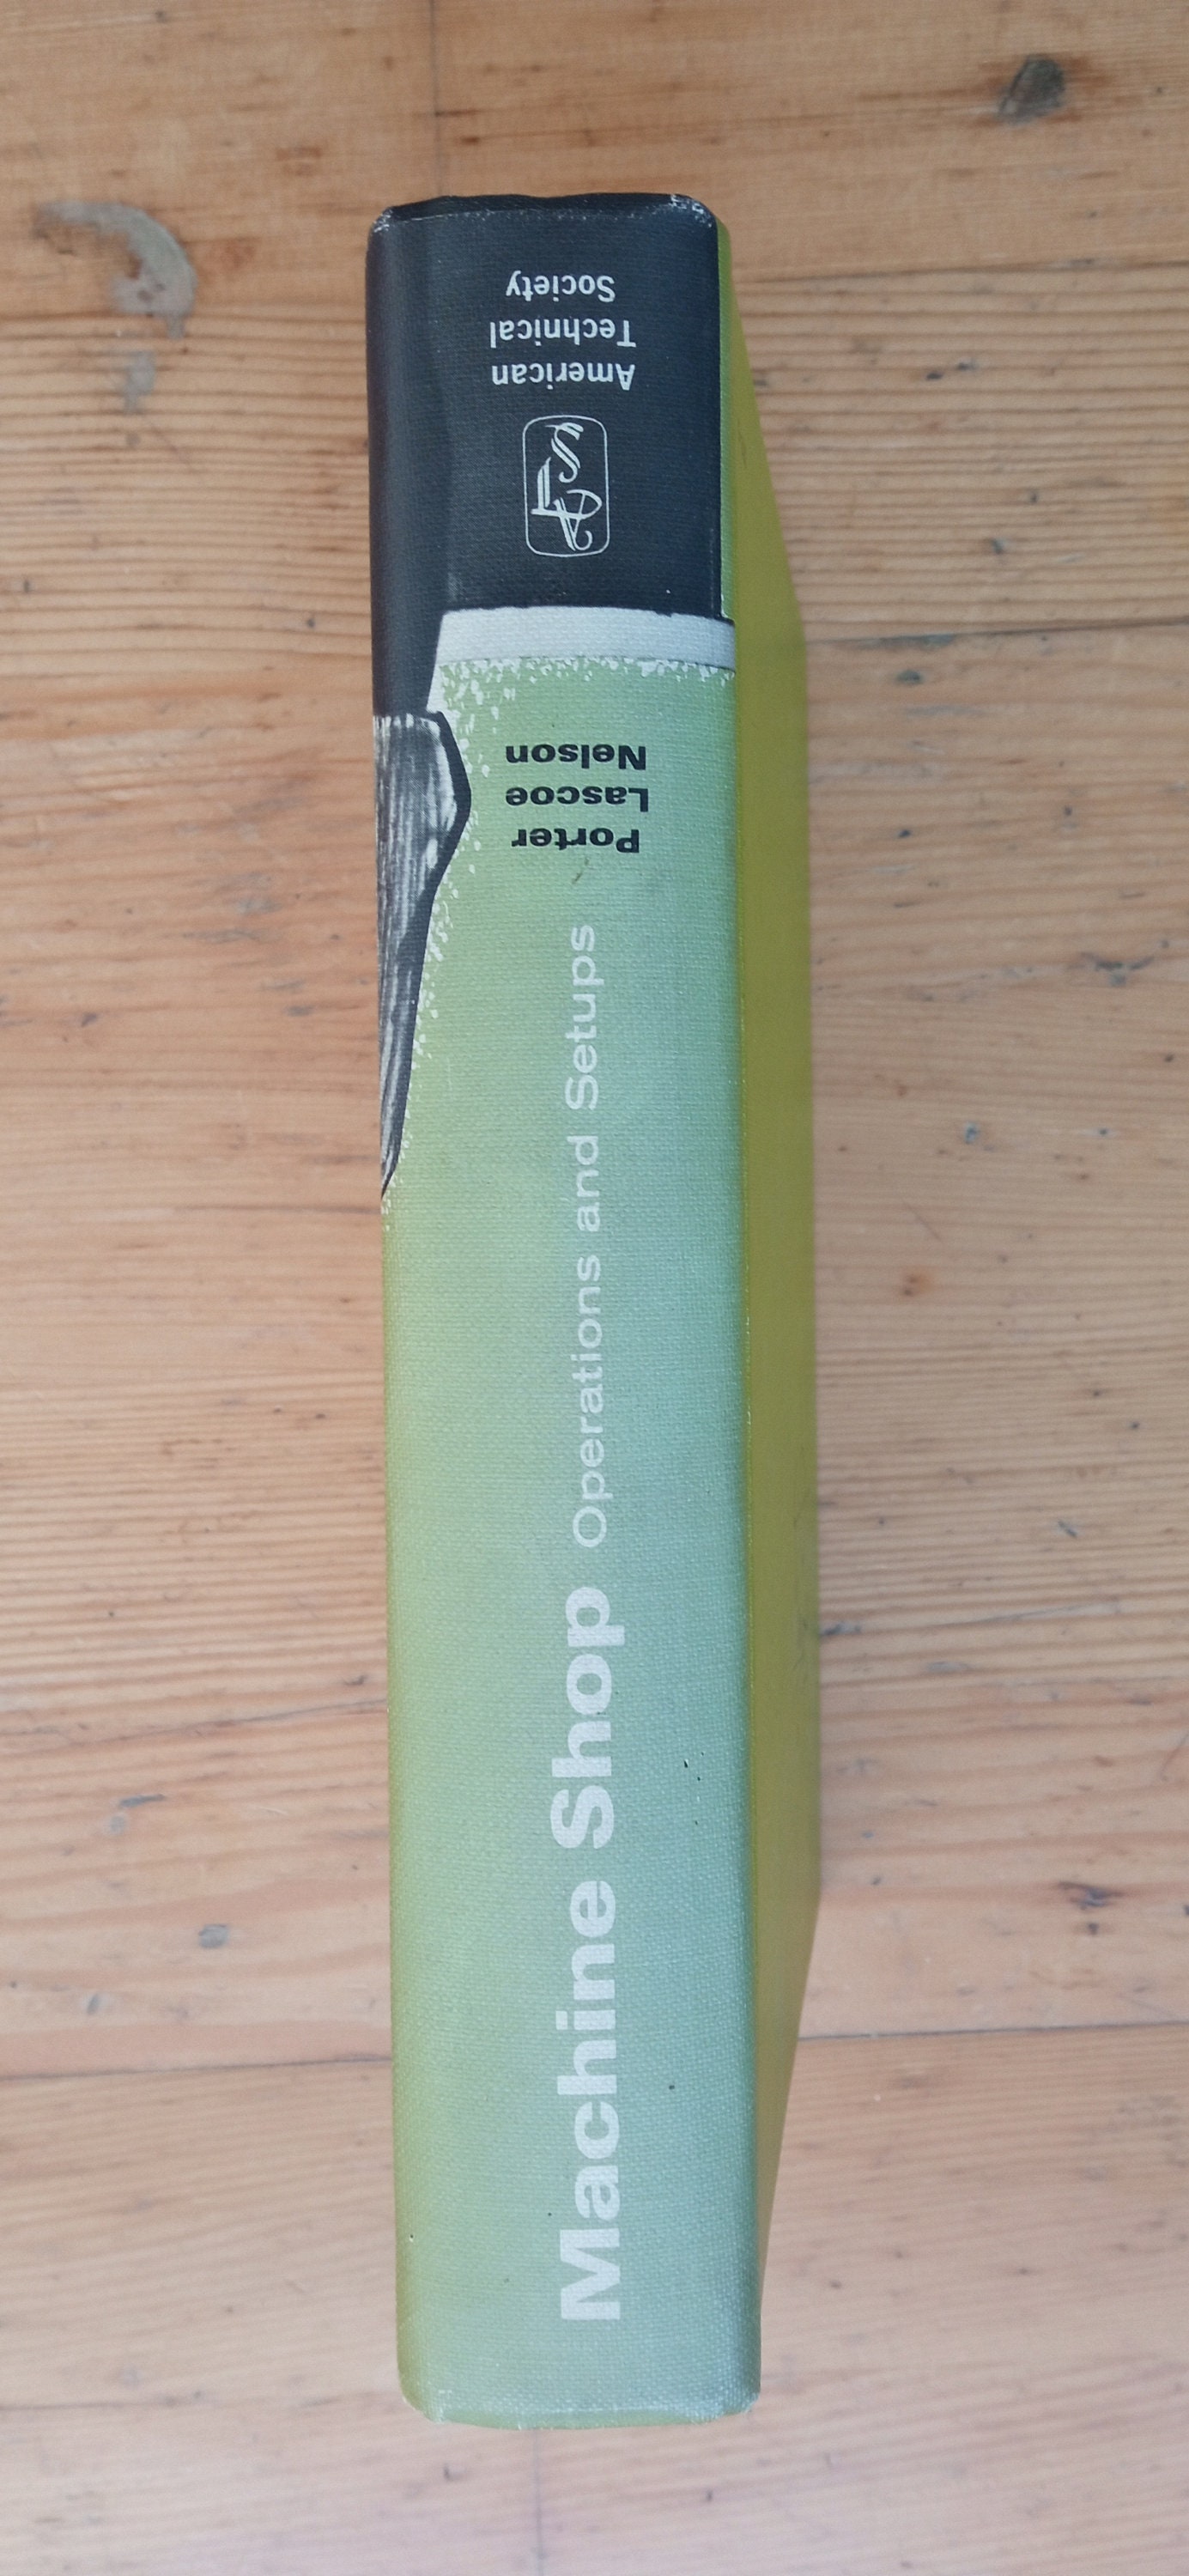 Machine Shop Operations and Setups
Porter
Lascoe
Nelson
ATS
American
Technical
Society